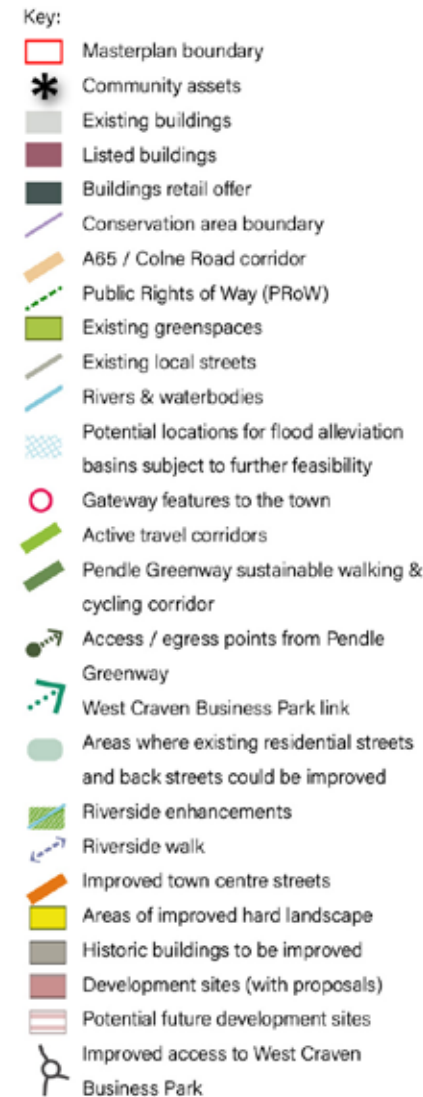 Key:
Masterplan boundary
Community assets
Existing buildings
Listed buildings
Buildings retail offer
Conservation area boundary
A65 / Colne Road corridor
Public Rights of Way (PRoW)
Existing greenspaces
Existing local streets
Rivers & waterbodies
Potential locations for flood alleviation
basins subject to further feasibility
Gateway features to the town
Active travel corridors
Pendle Greenway sustainable walking &
cycling corridor
Access / egress points from Pendle
Greenway
West Craven Business Park link
Areas where existing residential streets
and back streets could be improved
Riverside enhancements
Riverside walk
Improved town centre streets
Areas of improved hard landscape
Historic buildings to be improved
Development sites (with proposals)
Potential future development sites
Improved access to West Craven
Business Park